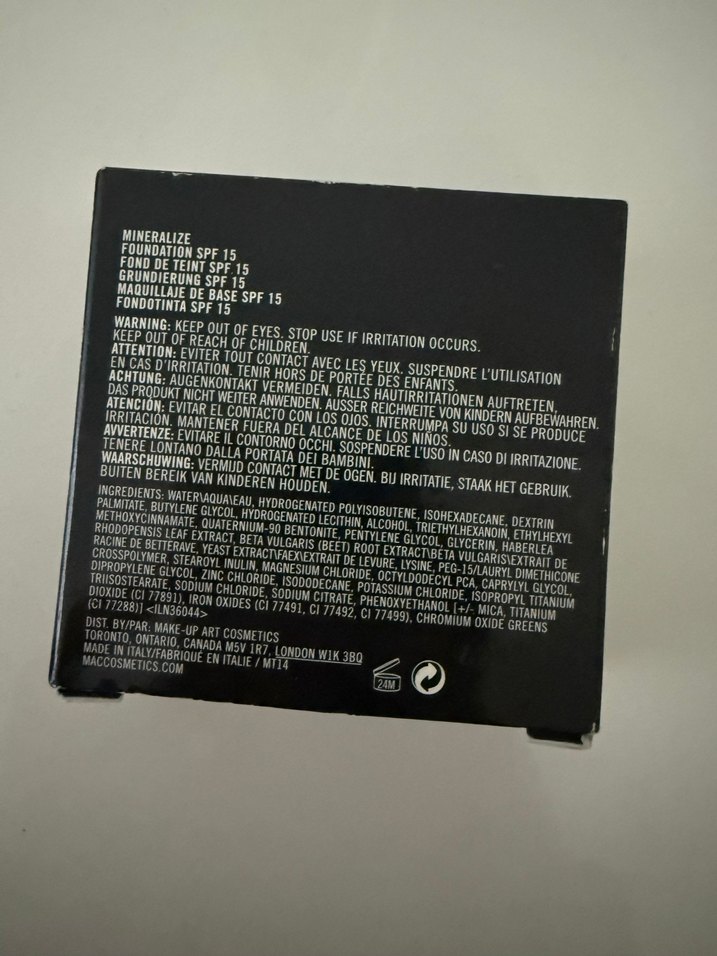 MINERALIZE
FOUNDATION SPF 15
FOND DE TEINT SPF 15
GRUNDIERUNG SPF 15
MAQUILLAJE DE BASE SPF 15
FONDOTINTA SPF 15
WARNING: KEEP OUT OF EYES. STOP USE IF IRRITATION OCCURS.
KEEP OUT OF REACH OF CHILDREN.
ATTENTION: EVITER TOUT CONTACT AVEC LES YEUX. SUSPENDRE L'UTILISATION
EN CAS D'IRRITATION. TENIR HORS DE PORTÉE DES ENFANTS.
ACHTUNG: AUGENKONTAKT VERMEIDEN. FALLS HAUTIRRITATIONEN AUFTRETEN,
DAS PRODUKT NICHT WEITER ANWENDEN. AUSSER REICHWEITE VON KINDERN AUFBEWAHREN.
ATENCIÓN: EVITAR EL CONTACTO CON LOS OJOS. INTERRUMPA SU USO SI SE PRODUCE
IRRITACION. MANTENER FUERA DEL ALCANCE DE LOS NIÑOS.
AVVERTENZE: EVITARE IL CONTORNO OCCHI. SOSPENDERE L'USO IN CASO DI IRRITAZIONE.
TENERE LONTANO DALLA PORTATA DEI BAMBINI.
WAARSCHUWING: VERMIJD CONTACT MET DE OGEN. BIJ IRRITATIE, STAAK HET GEBRUIK.
BUITEN BEREIK VAN KINDEREN HOUDEN.
INGREDIENTS: WATER\AQUA\EAU, HYDROGENATED POLYISOBUTENE, ISOHEXADECANE, DEXTRIN
PALMITATE, BUTYLENE GLYCOL, HYDROGENATED LECITHIN, ALCOHOL, TRIETHYLHEXANOIN, ETHYLHEXYL
METHOXYCINNAMATE, QUATERNIUM-90 BENTONITE, PENTYLENE GLYCOL, GLYCERIN, HABERLEA
RHODOPENSIS LEAF EXTRACT, BETA VULGARIS (BEET) ROOT EXTRACT\BETA VULGARIS\EXTRAIT DE
RACINE DE BETTERAVE, YEAST EXTRACT\FAEX\EXTRAIT DE LEVURE, LYSINE, PEG-15/LAURYL DIMETHICONE
CROSSPOLYMER, STEAROYL INULIN, MAGNESIUM CHLORIDE, OCTYLDODECYL PCA, CAPRYLYL GLYCOL,
DIPROPYLENE GLYCOL, ZINC CHLORIDE, ISODODECANE, POTASSIUM CHLORIDE, ISOPROPYL TITANIUM
TRIISOSTEARATE, SODIUM CHLORIDE, SODIUM CITRATE, PHENOXYETHANOL [+/- MICA, TITANIUM
DIOXIDE (CI 77891), IRON OXIDES (CI 77491, CI 77492, CI 77499), CHROMIUM OXIDE GREENS
(CI 77288)] <ILN36044>
DIST. BY/PAR: MAKE-UP ART COSMETICS
TORONTO, ONTARIO, CANADA M5V 1R7, LONDON W1K 3BQ
MADE IN ITALY/FABRIQUÉ EN ITALIE / MT14
MACCOSMETICS.COM
24M